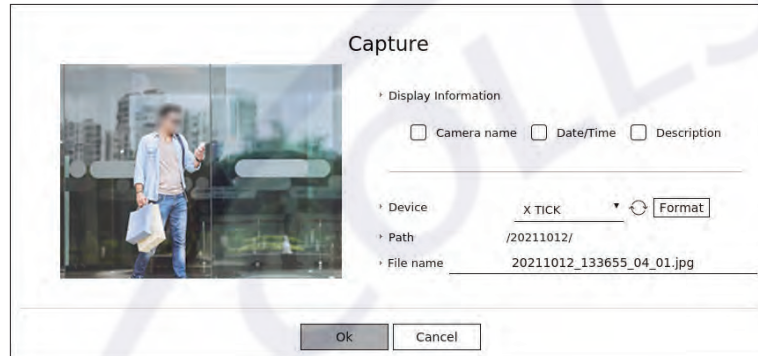 Capture
Display Information
Camera name Date/Time Description
Device X TICK Format
Path /20211012/
File name 20211012_133655_04_01.jpg
Ok Cancel